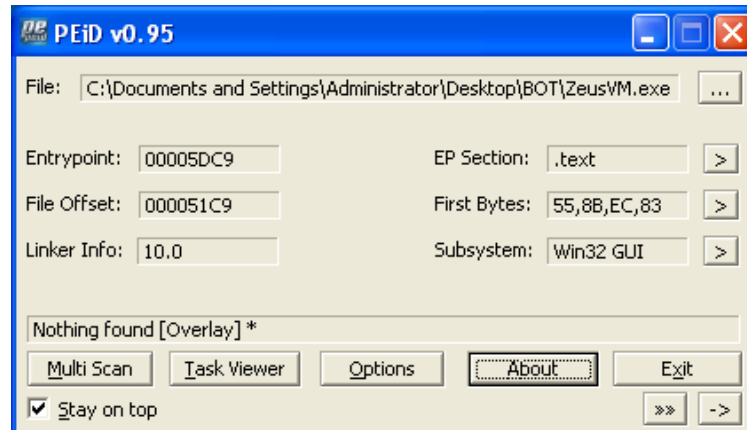 PEiD v0.95
File: C:\Documents and Settings\Administrator\Desktop\BOT\ZeusVM.exe ...
Entrypoint: 00005DC9 EP Section: .text >
File Offset: 000051C9 First Bytes: 55,8B,EC,83 >
Linker Info: 10.0 Subsystem: Win32 GUI >
Nothing found [Overlay] *
Multi Scan Task Viewer Options About Exit
Stay on top »» ->